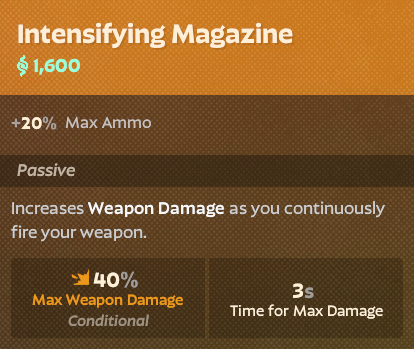 Intensifying Magazine
1,600
+20% Max Ammo
Passive
Increases Weapon Damage as you continuously
fire your weapon.
40%
Max Weapon Damage
Conditional
3s
Time for Max Damage